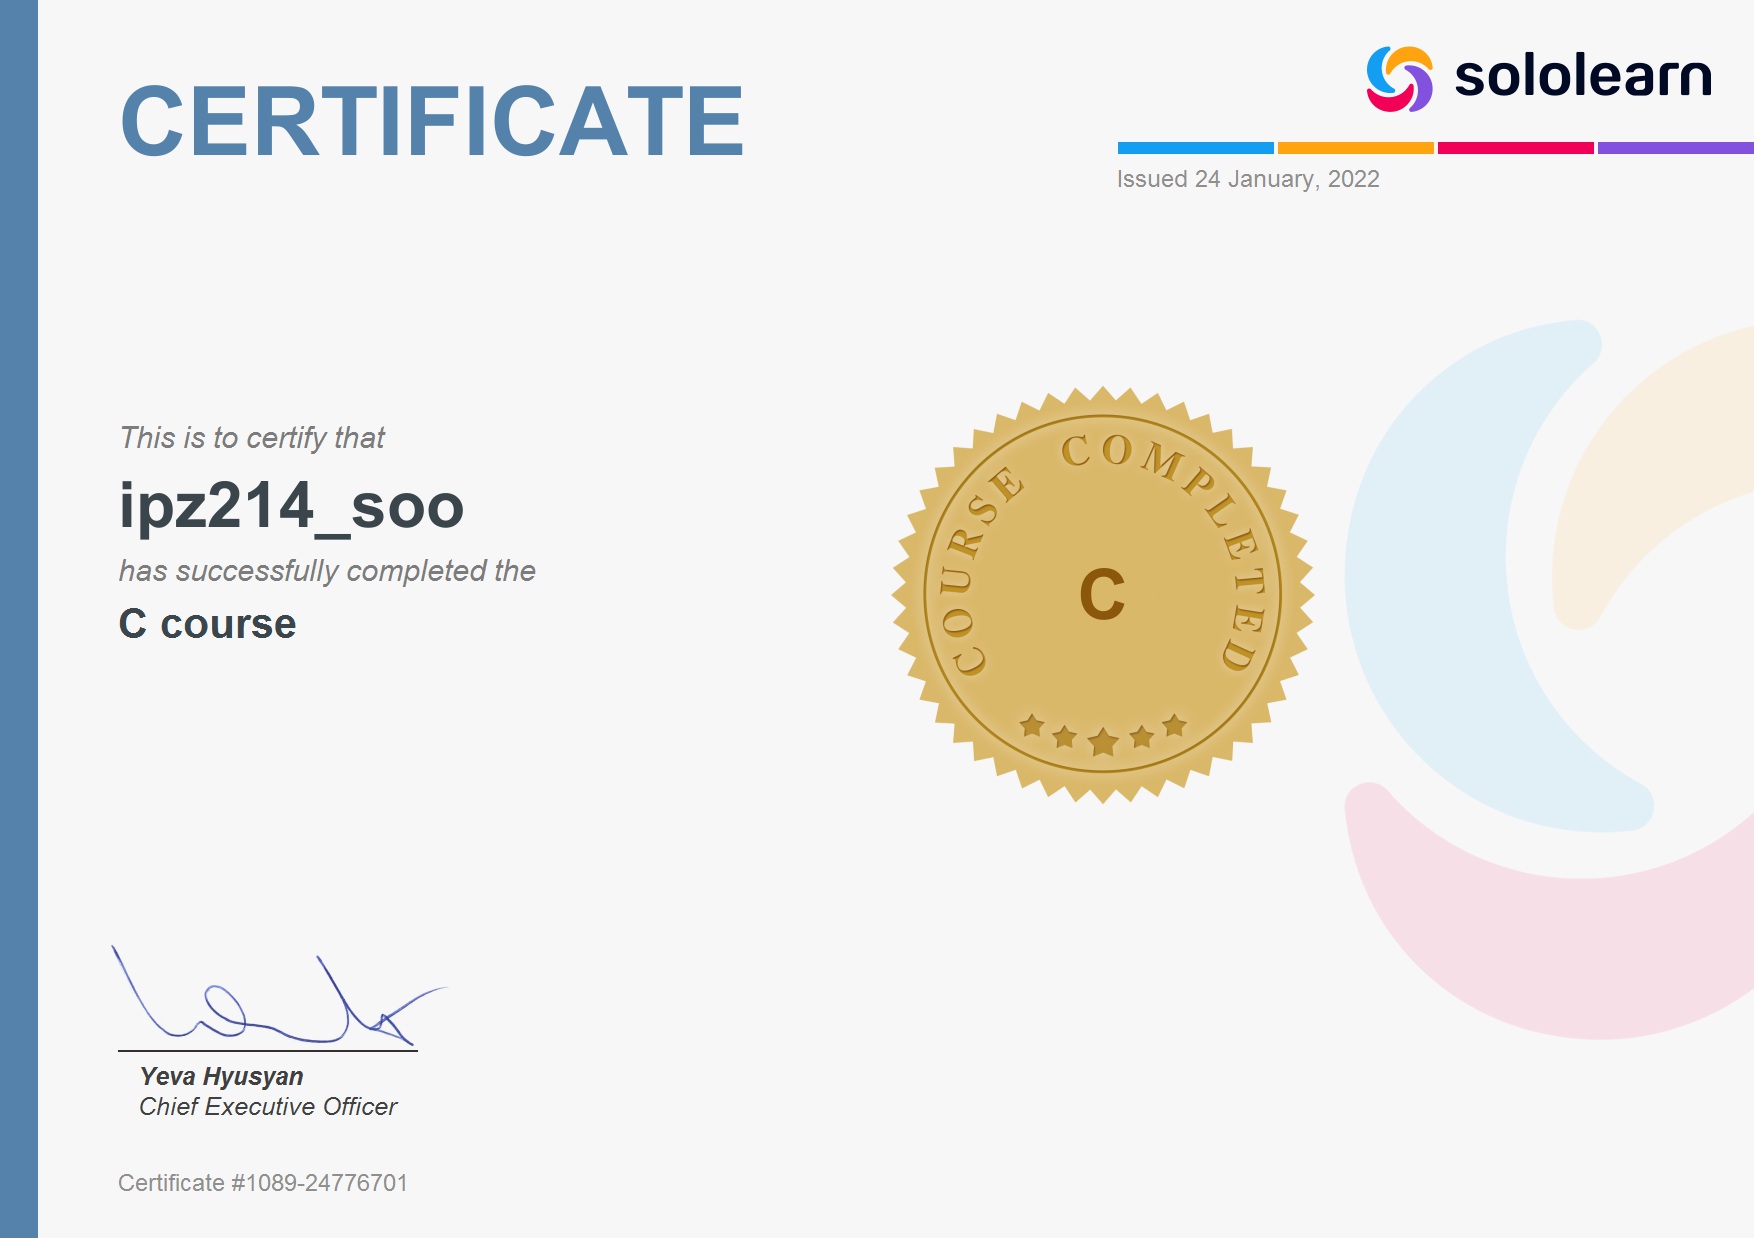 CERTIFICATE
sololearn
Issued 24 January, 2022
This is to certify that
ipz214_soo
has successfully completed the
C course
COURSE COMPLETED
C
Yeva Hyusyan
Chief Executive Officer
Certificate #1089-24776701